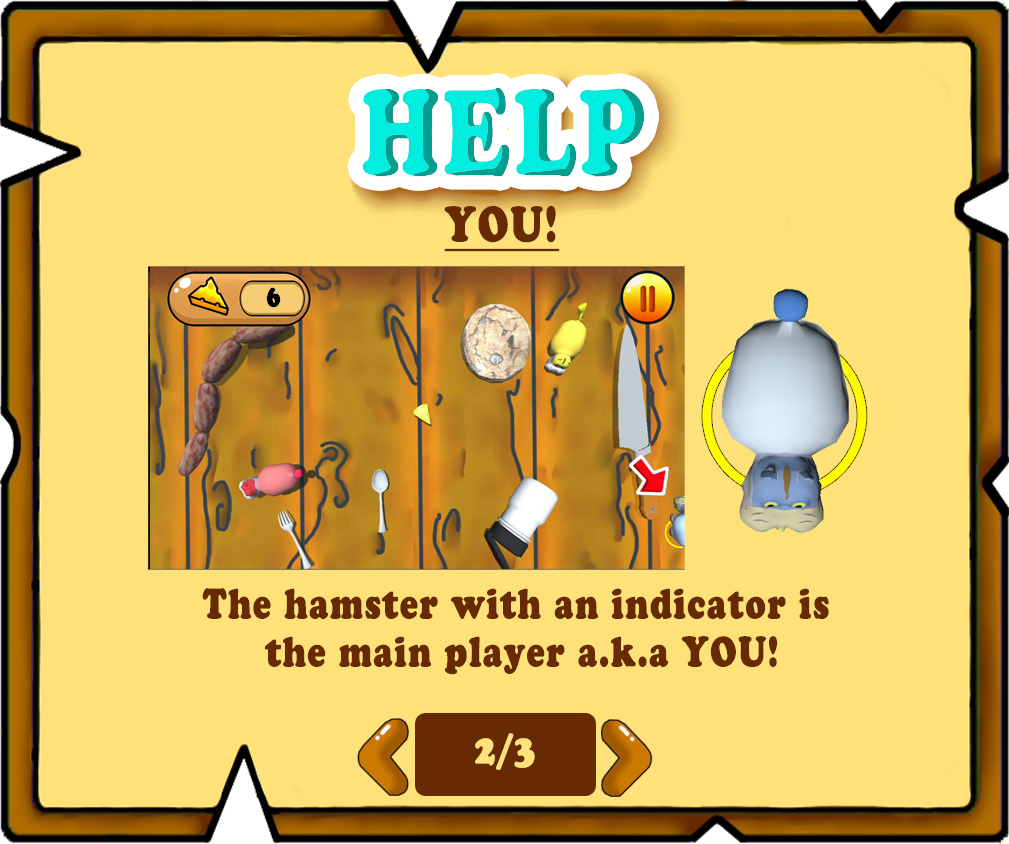 HELP
YOU!
6
The hamster with an indicator is
the main player a.k.a YOU!
2/3